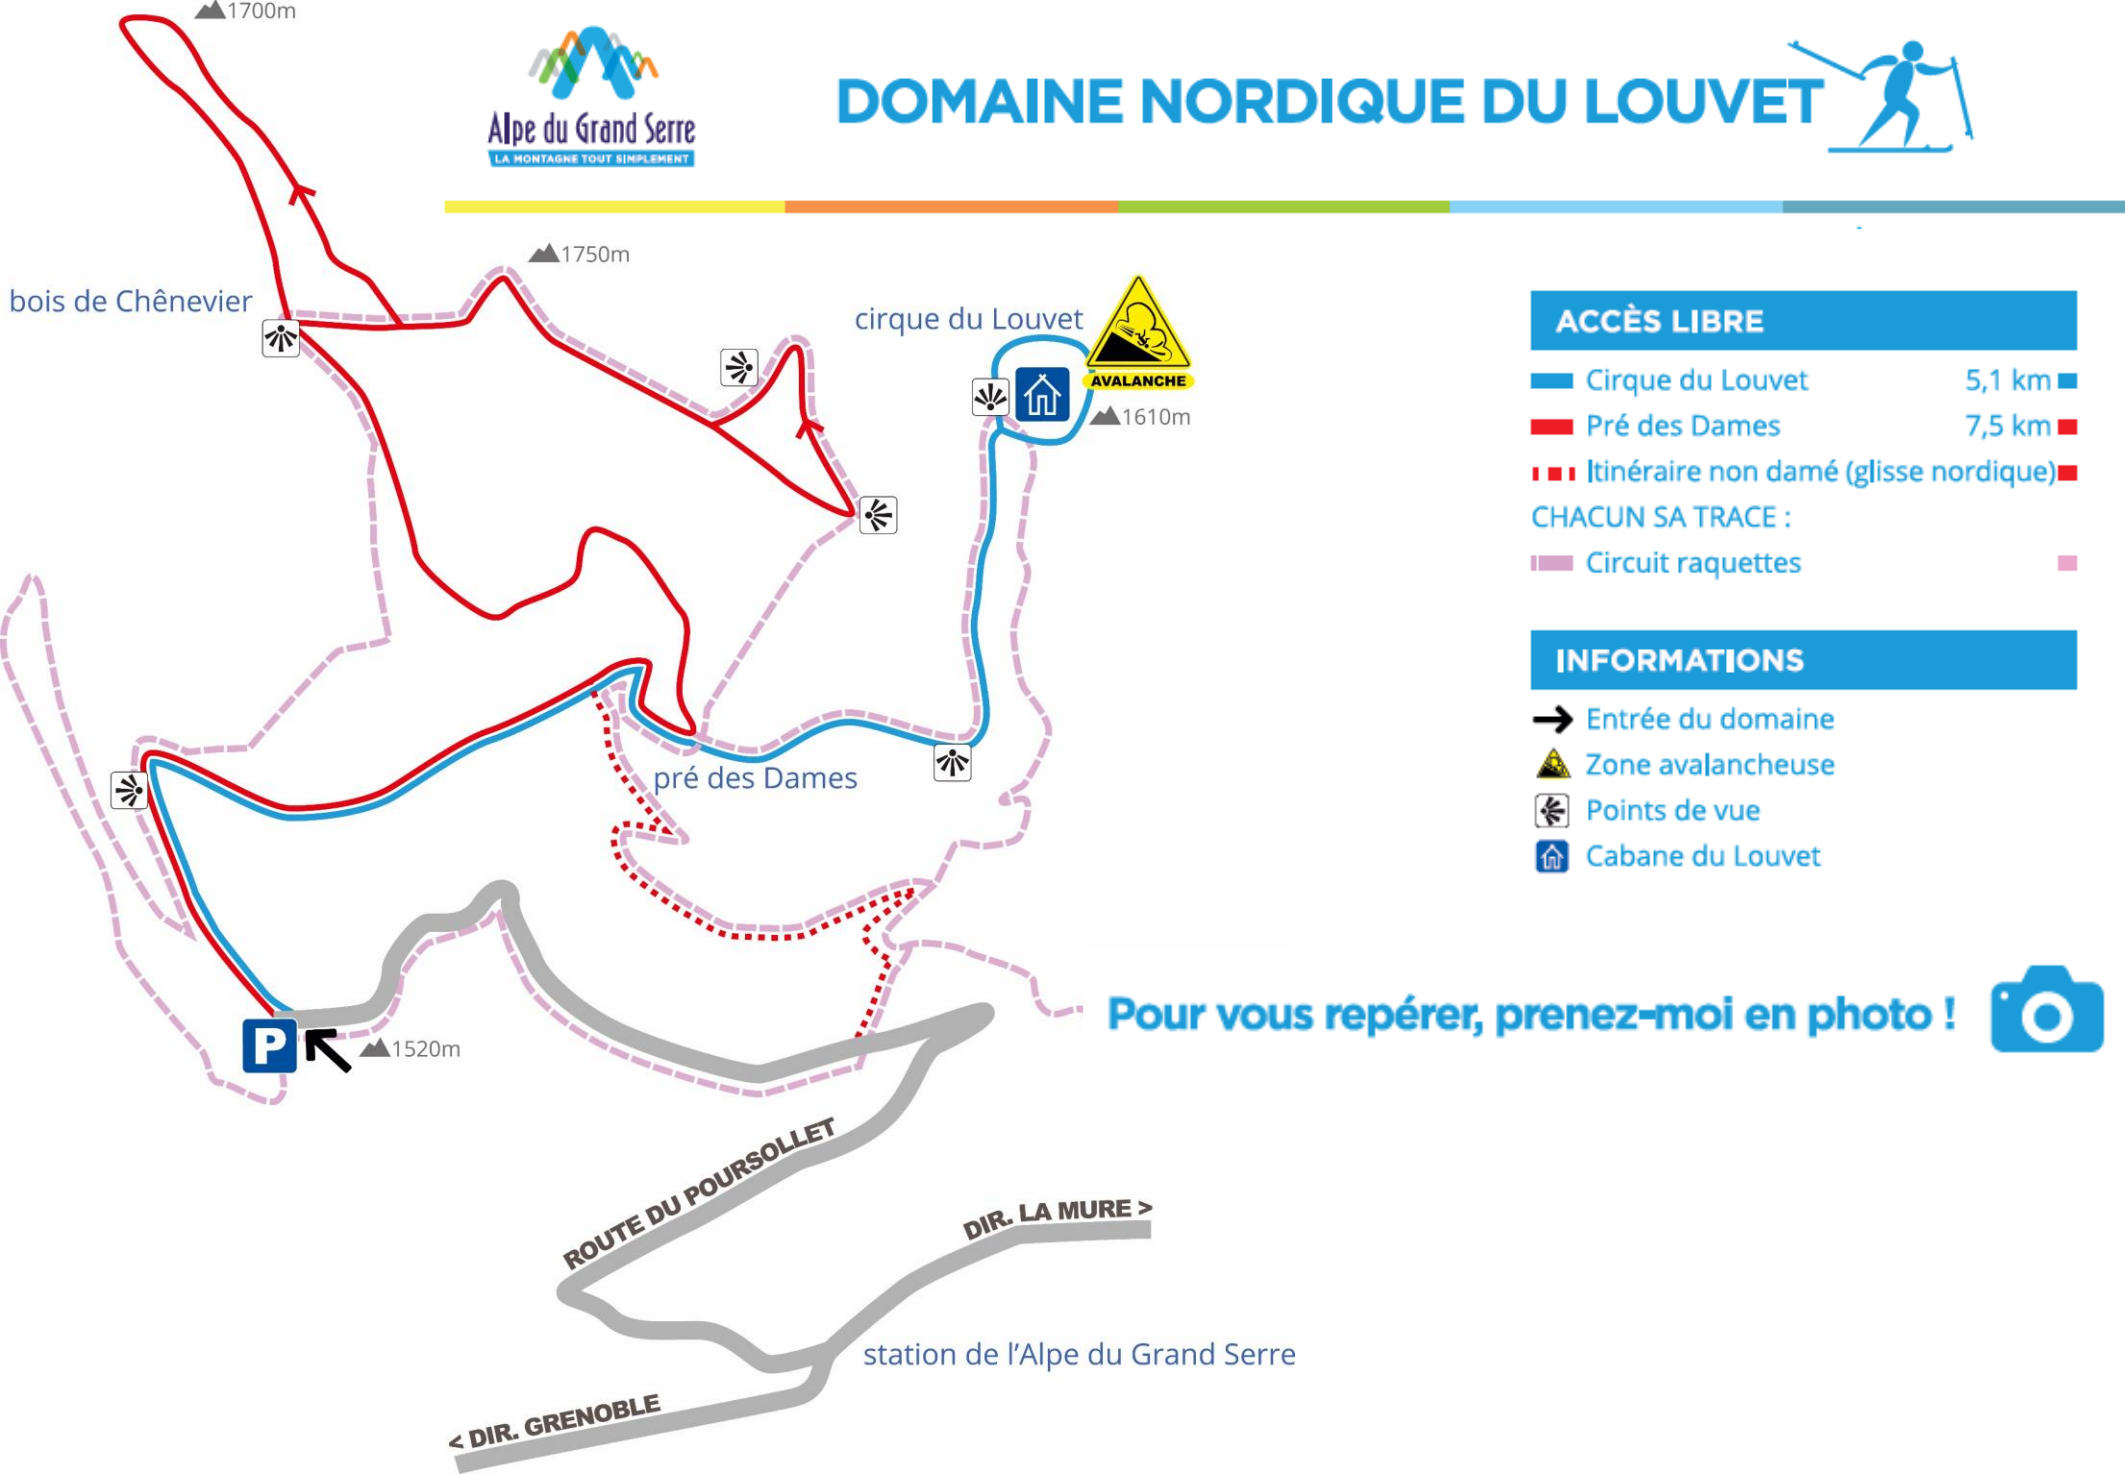 1700m
Alpe du Grand Serre
LA MONTAGNE TOUT SIMPLEMENT
DOMAINE NORDIQUE DU LOUVET
1750m
bois de Chênevier
cirque du Louvet
AVALANCHE
1610m
ACCÈS LIBRE
Cirque du Louvet 5,1 km
Pré des Dames 7,5 km
Itinéraire non damé (glisse nordique)
CHACUN SA TRACE :
Circuit raquettes
INFORMATIONS
Entrée du domaine
Zone avalancheuse
Points de vue
Cabane du Louvet
pré des Dames
Pour vous repérer, prenez-moi en photo !
P
1520m
ROUTE DU POURSOLLET
DIR. LA MURE >
station de l'Alpe du Grand Serre
< DIR. GRENOBLE